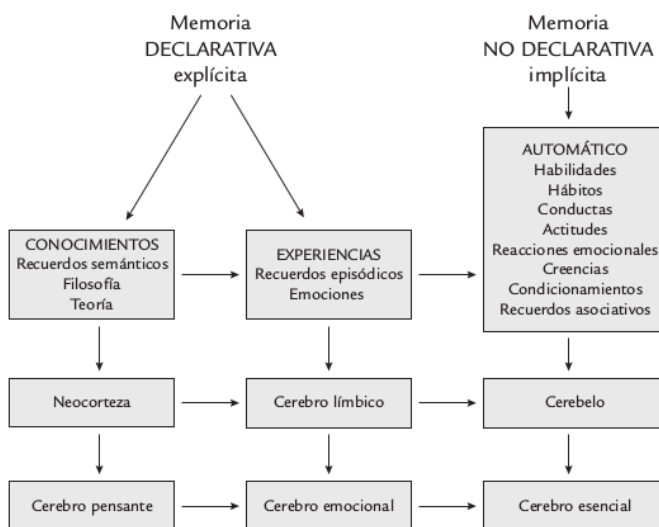 Memoria
DECLARATIVA
explícita
Memoria
NO DECLARATIVA
implícita
CONOCIMIENTOS
Recuerdos semánticos
Filosofía
Teoría
EXPERIENCIAS
Recuerdos episódicos
Emociones
AUTOMÁTICO
Habilidades
Hábitos
Conductas
Actitudes
Reacciones emocionales
Creencias
Condicionamientos
Recuerdos asociativos
Neocorteza
Cerebro límbico
Cerebelo
Cerebro pensante
Cerebro emocional
Cerebro esencial